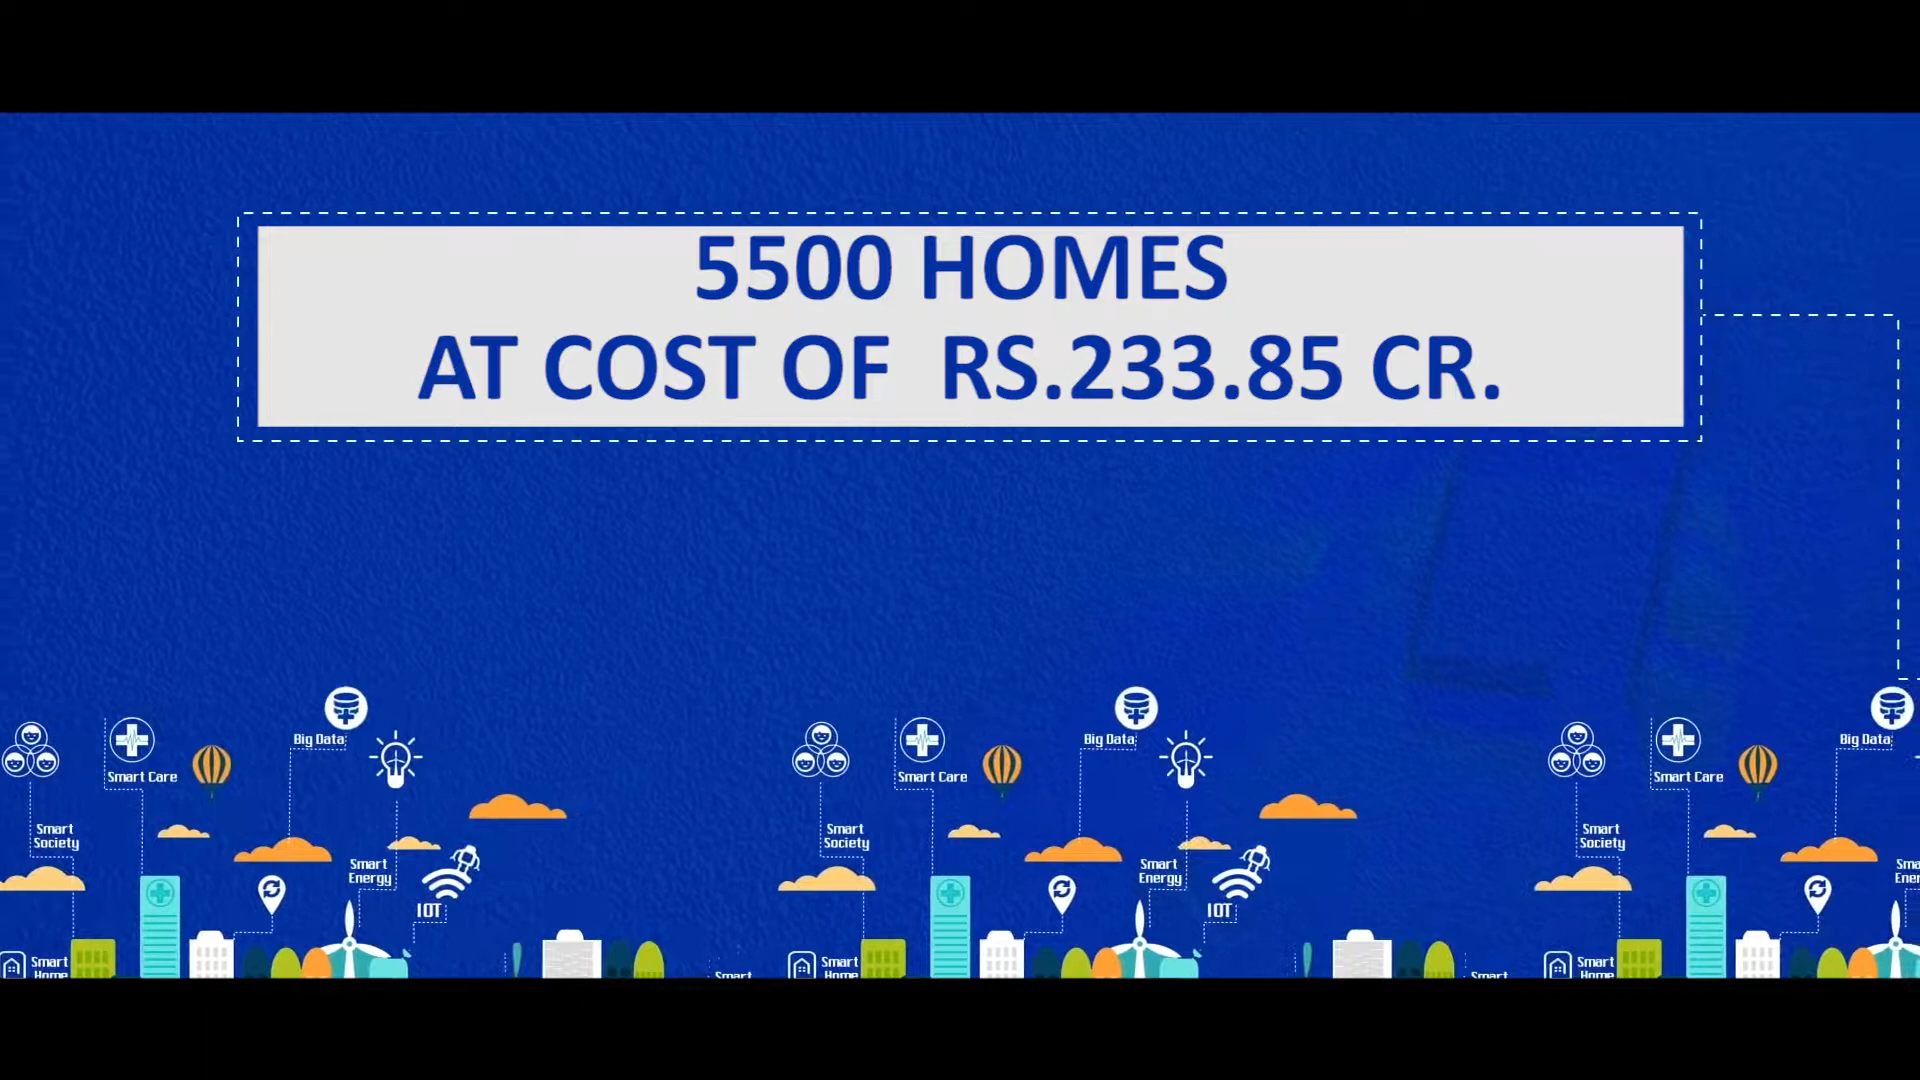 5500 HOMES
AT COST OF RS.233.85 CR.
Big Data
Smart Care
Smart
Society
Smart
Energy
IOT
Smart
Home
Smart
Big Data
Smart Care
Smart
Society
Smart
Energy
IOT
Smart
Home
Smart
Big Data
Smart Care
Smart
Society
Smart
Home